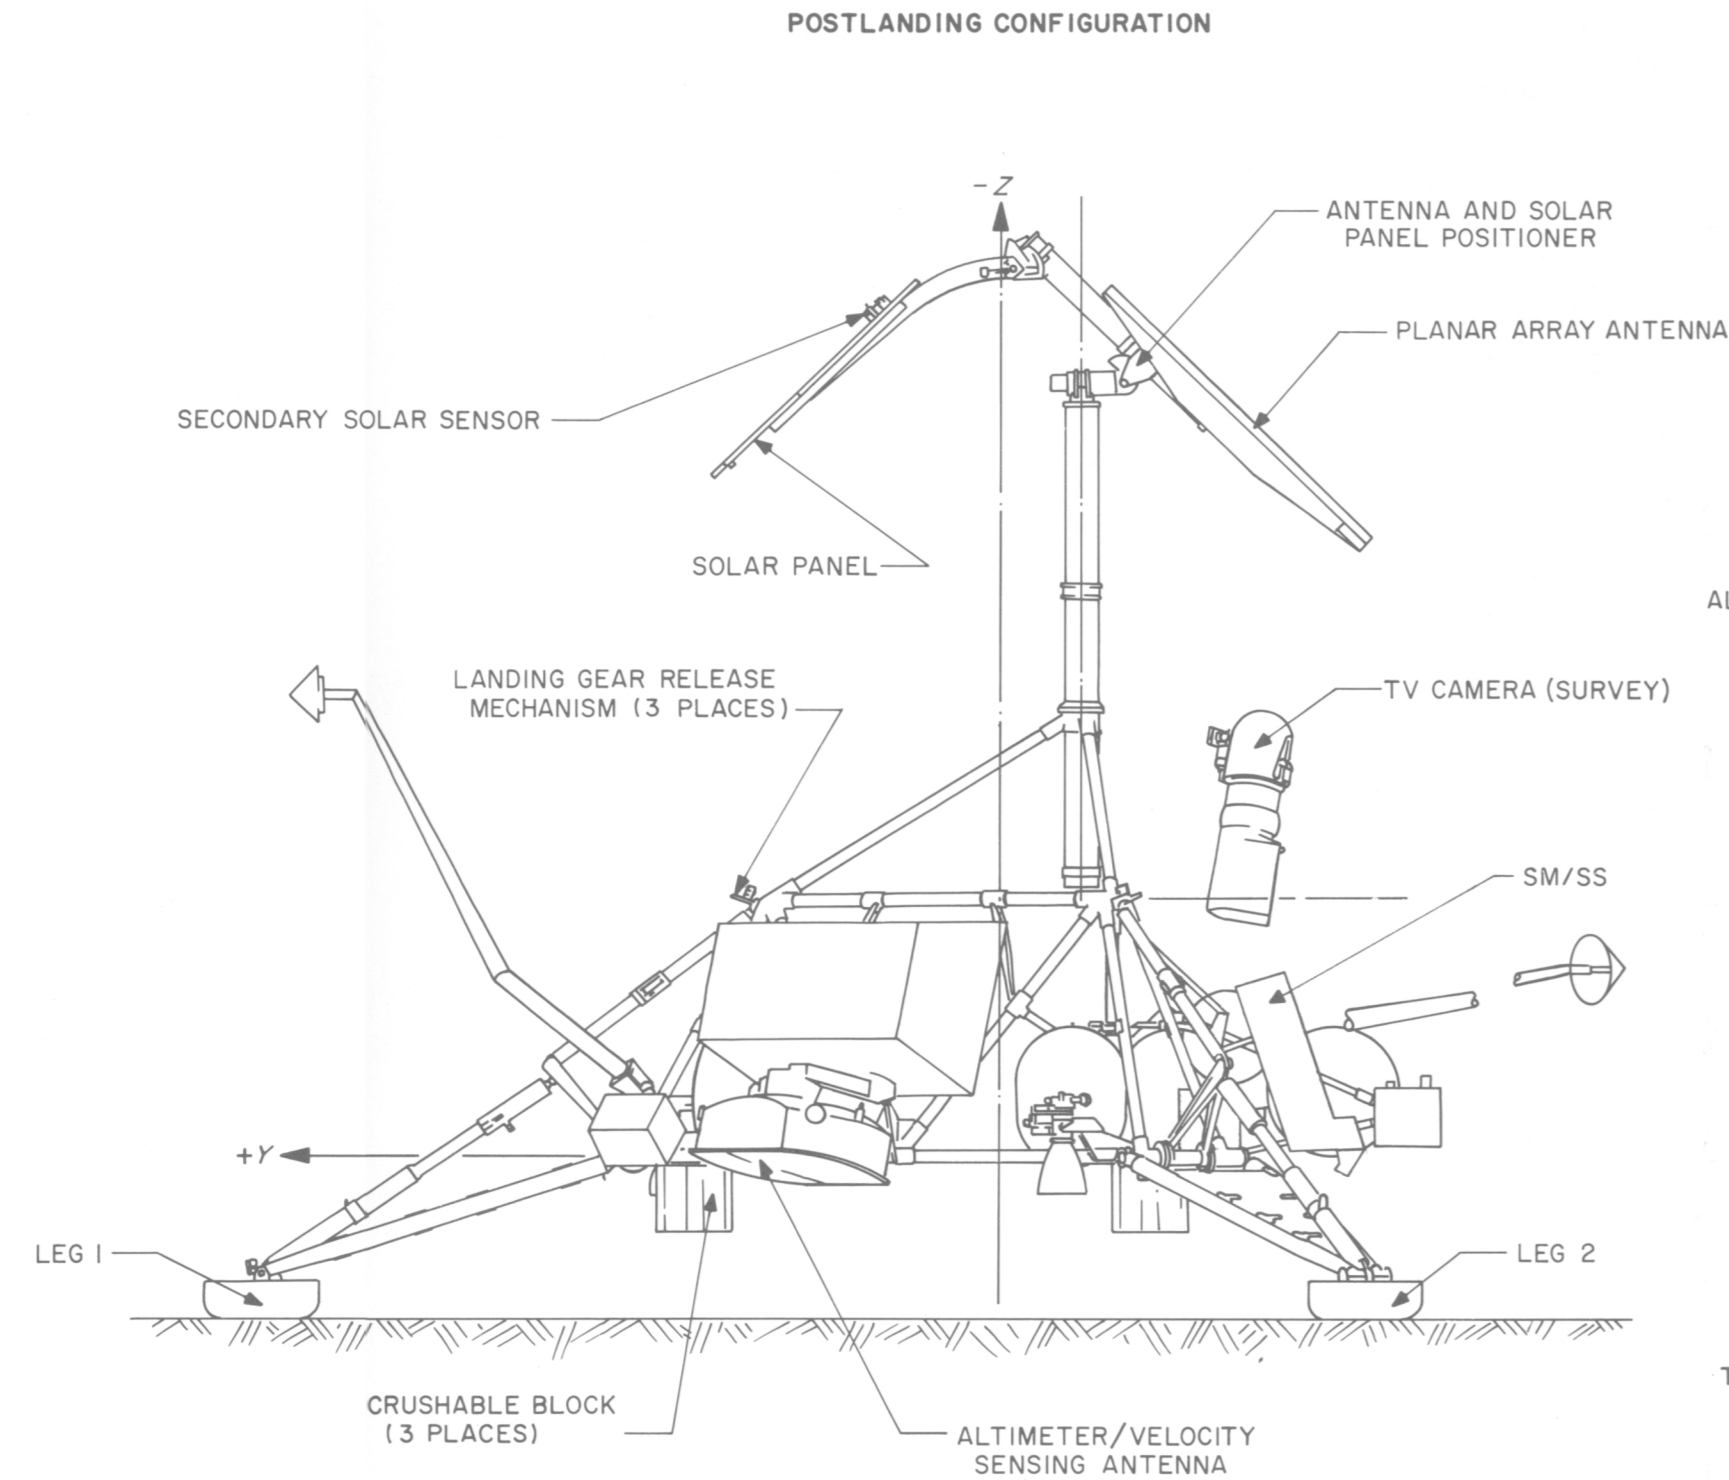 POSTLANDING CONFIGURATION
-Z
ANTENNA AND SOLAR
PANEL POSITIONER
PLANAR ARRAY ANTENNA
SECONDARY SOLAR SENSOR
SOLAR PANEL
AL
LANDING GEAR RELEASE
MECHANISM (3 PLACES)
TV CAMERA (SURVEY)
SM/SS
+Y
LEG 1
LEG 2
T
CRUSHABLE BLOCK
(3 PLACES)
ALTIMETER/VELOCITY
SENSING ANTENNA